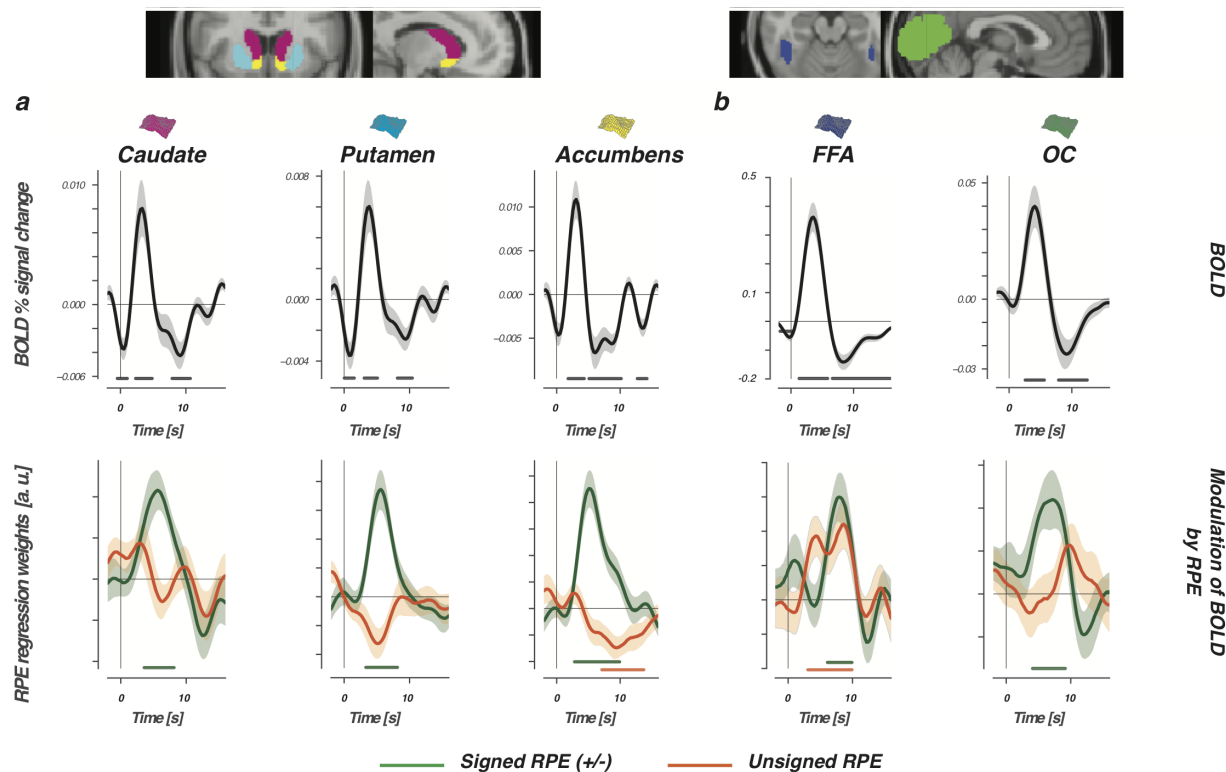 a
b
Caudate
Putamen
Accumbens
FFA
OC
BOLD % signal change
0.010
0.000
−0.006
0
10
Time [s]
0.008
0.000
−0.004
0
10
Time [s]
0.010
0.005
0.000
−0.005
0
10
Time [s]
0.5
0.1
-0.2
0
10
Time [s]
0.05
0.00
−0.03
0
10
Time [s]
BOLD
RPE regression weights [a. u.]
0
10
Time [s]
0
10
Time [s]
0
10
Time [s]
0
10
Time [s]
0
10
Time [s]
Modulation of BOLD
by RPE
Signed RPE (+/-)
Unsigned RPE